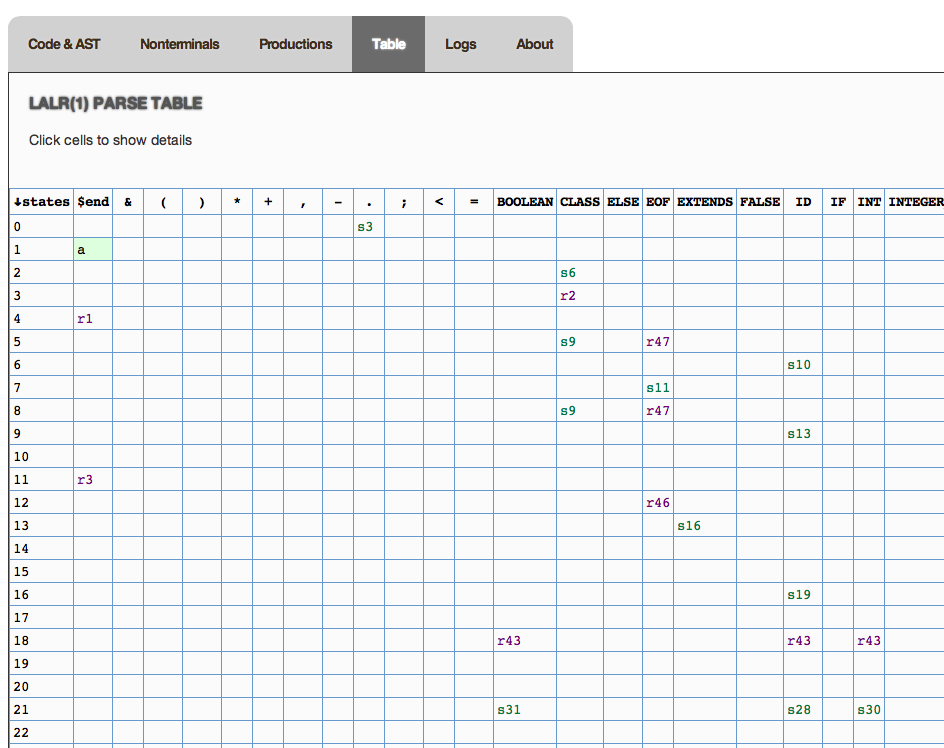 Code & AST Nonterminals Productions Table Logs About
LALR(1) PARSE TABLE
Click cells to show details
↓states $end & ( ) * + , - . ; < = BOOLEAN CLASS ELSE EOF EXTENDS FALSE ID IF INT INTEGER
0 s3
1 a
2 s6
3 r2
4 r1
5 s9 r47
6 s10
7 s11
8 s9 r47
9 s13
10
11 r3
12 r46
13 s16
14
15
16 s19
17
18 r43 r43 r43
19
20
21 s31 s28 s30
22